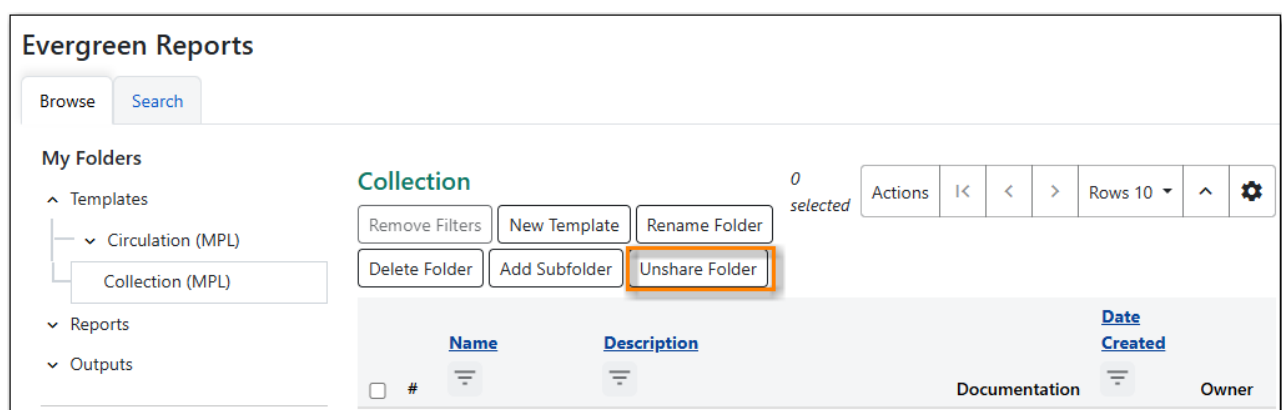 Evergreen Reports
Browse Search
My Folders
Templates
Circulation (MPL)
Collection (MPL)
Reports
Outputs
Collection
0
selected
Actions Rows 10
Remove Filters New Template Rename Folder
Delete Folder Add Subfolder Unshare Folder
# Name Description Documentation Date
Created Owner